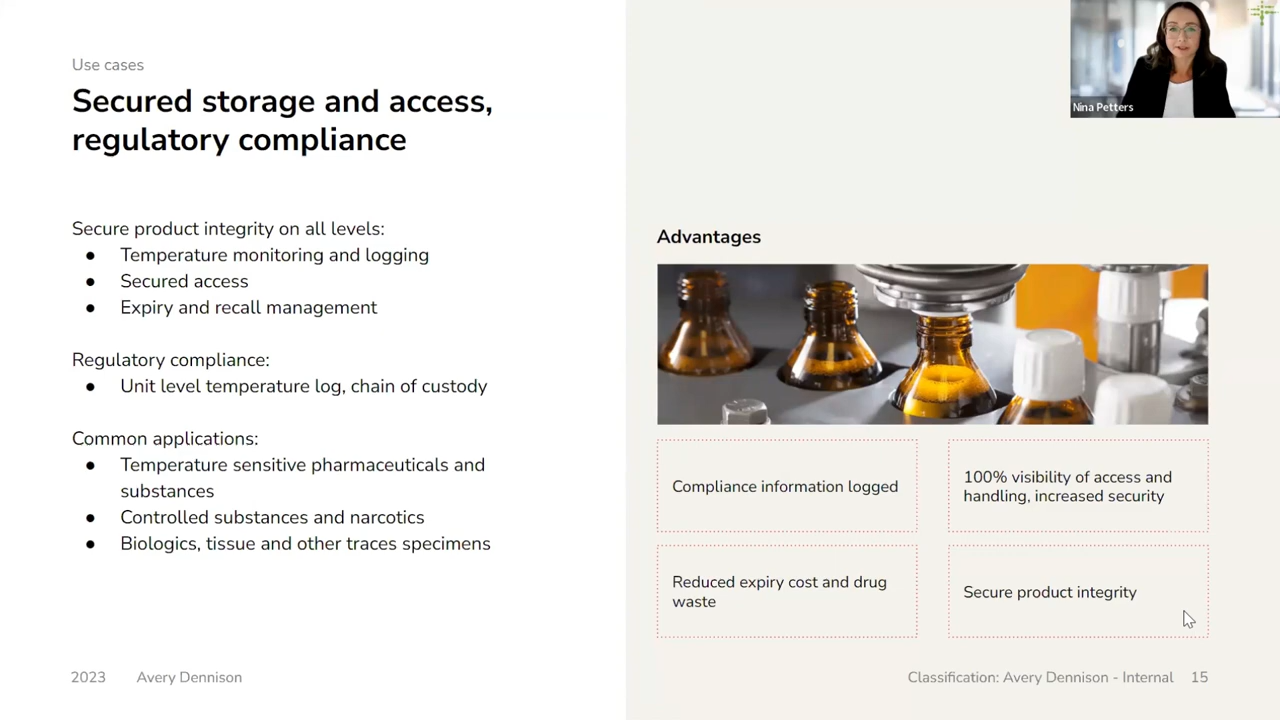 Use cases
Secured storage and access,
regulatory compliance
Secure product integrity on all levels:
● Temperature monitoring and logging
● Secured access
● Expiry and recall management
Regulatory compliance:
● Unit level temperature log, chain of custody
Common applications:
● Temperature sensitive pharmaceuticals and
substances
● Controlled substances and narcotics
● Biologics, tissue and other traces specimens
2023 Avery Dennison
Nina Petters
Advantages
Compliance information logged
100% visibility of access and
handling, increased security
Reduced expiry cost and drug
waste
Secure product integrity
Classification: Avery Dennison - Internal 15